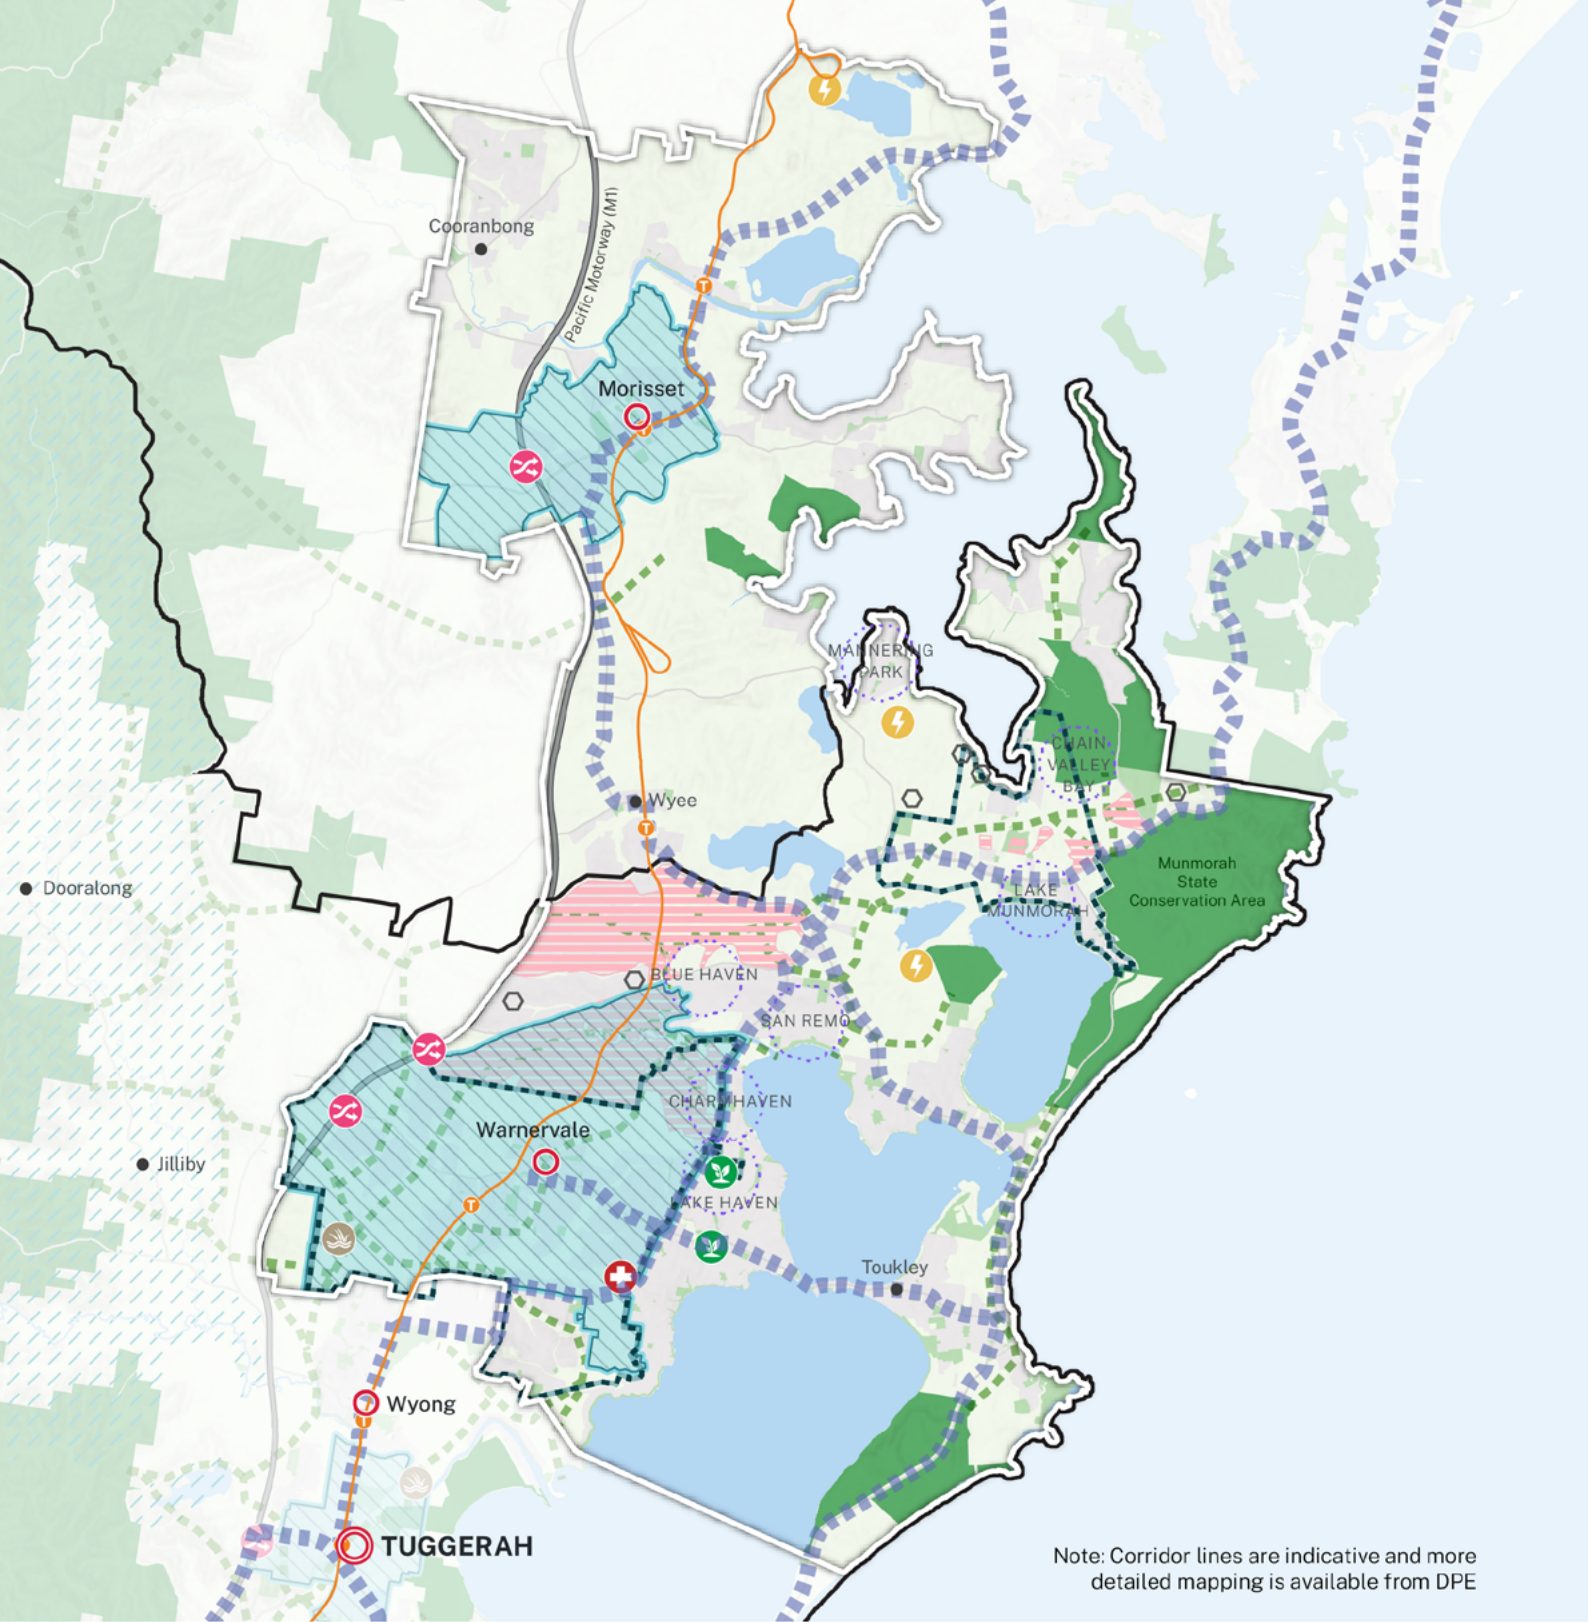 Cooranbong
Pacific Motorway (M1)
Morisset
T
T
MANNERING
PARK
CHAIN
VALLEY
BAY
Wyee
T
Munmorah
State
Conservation Area
Dooralong
LAKE
MUNMORAH
BLUE HAVEN
SAN REMO
CHARMHAVEN
Warnervale
Jilliby
LAKE HAVEN
T
Toukley
Wyong
T
TUGGERAH
Note: Corridor lines are indicative and more
detailed mapping is available from DPE